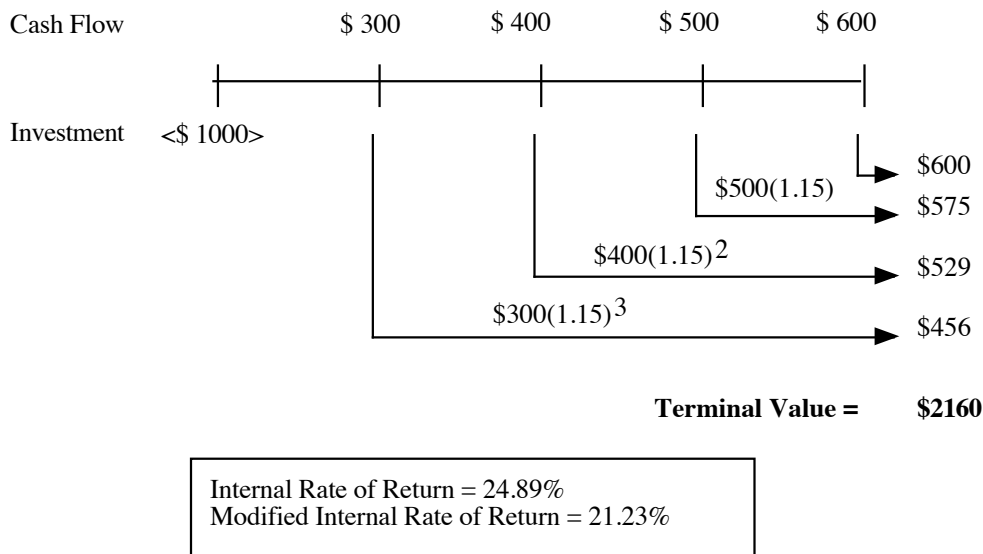 Cash Flow $ 300 $ 400 $ 500 $ 600
Investment <$ 1000>
$600
$500(1.15)
$575
$400(1.15)2
$529
$300(1.15)3
$456
Terminal Value = $2160
Internal Rate of Return = 24.89%
Modified Internal Rate of Return = 21.23%